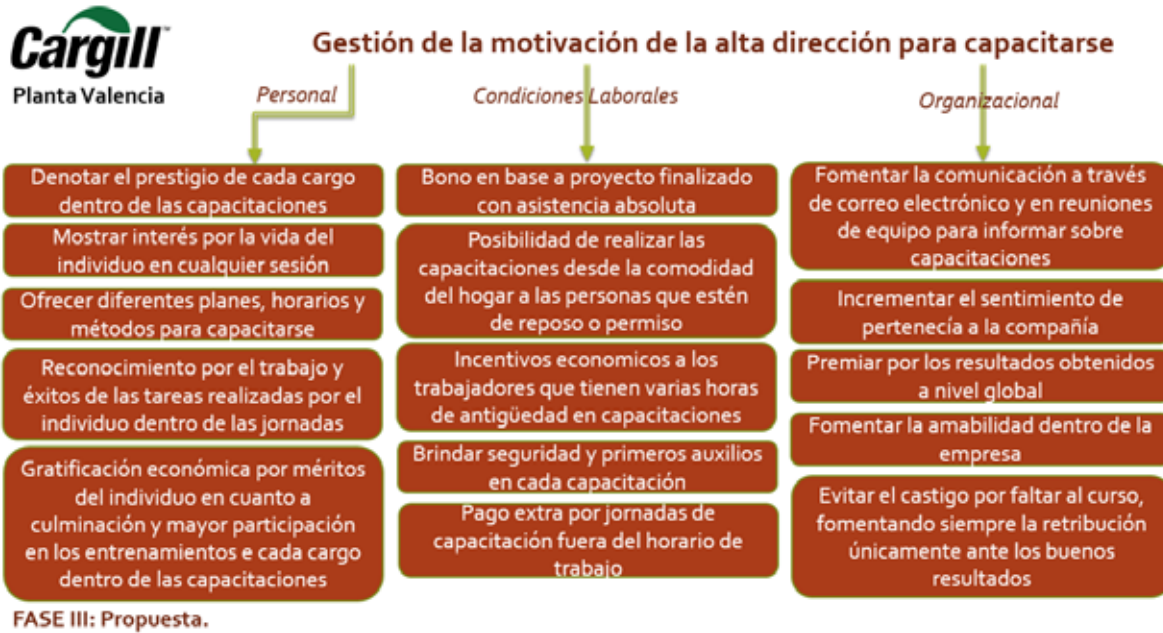 Cargill™
Planta Valencia
Gestión de la motivación de la alta dirección para capacitarse
Personal
Condiciones Laborales
Organizacional
Denotar el prestigio de cada cargo
dentro de las capacitaciones
Mostrar interés por la vida del
individuo en cualquier sesión
Ofrecer diferentes planes, horarios y
métodos para capacitarse
Reconocimiento por el trabajo y
éxitos de las tareas realizadas por el
individuo dentro de las jornadas
Gratificación económica por méritos
del individuo en cuanto a
culminación y mayor participación
en los entrenamientos e cada cargo
dentro de las capacitaciones
Bono en base a proyecto finalizado
con asistencia absoluta
Posibilidad de realizar las
capacitaciones desde la comodidad
del hogar a las personas que estén
de reposo o permiso
Incentivos economicos a los
trabajadores que tienen varias horas
de antigüedad en capacitaciones
Brindar seguridad y primeros auxilios
en cada capacitación
Pago extra por jornadas de
capacitación fuera del horario de
trabajo
Fomentar la comunicación a través
de correo electrónico y en reuniones
de equipo para informar sobre
capacitaciones
Incrementar el sentimiento de
pertenecía a la compañía
Premiar por los resultados obtenidos
a nivel global
Fomentar la amabilidad dentro de la
empresa
Evitar el castigo por faltar al curso,
fomentando siempre la retribución
únicamente ante los buenos
resultados
FASE III: Propuesta.